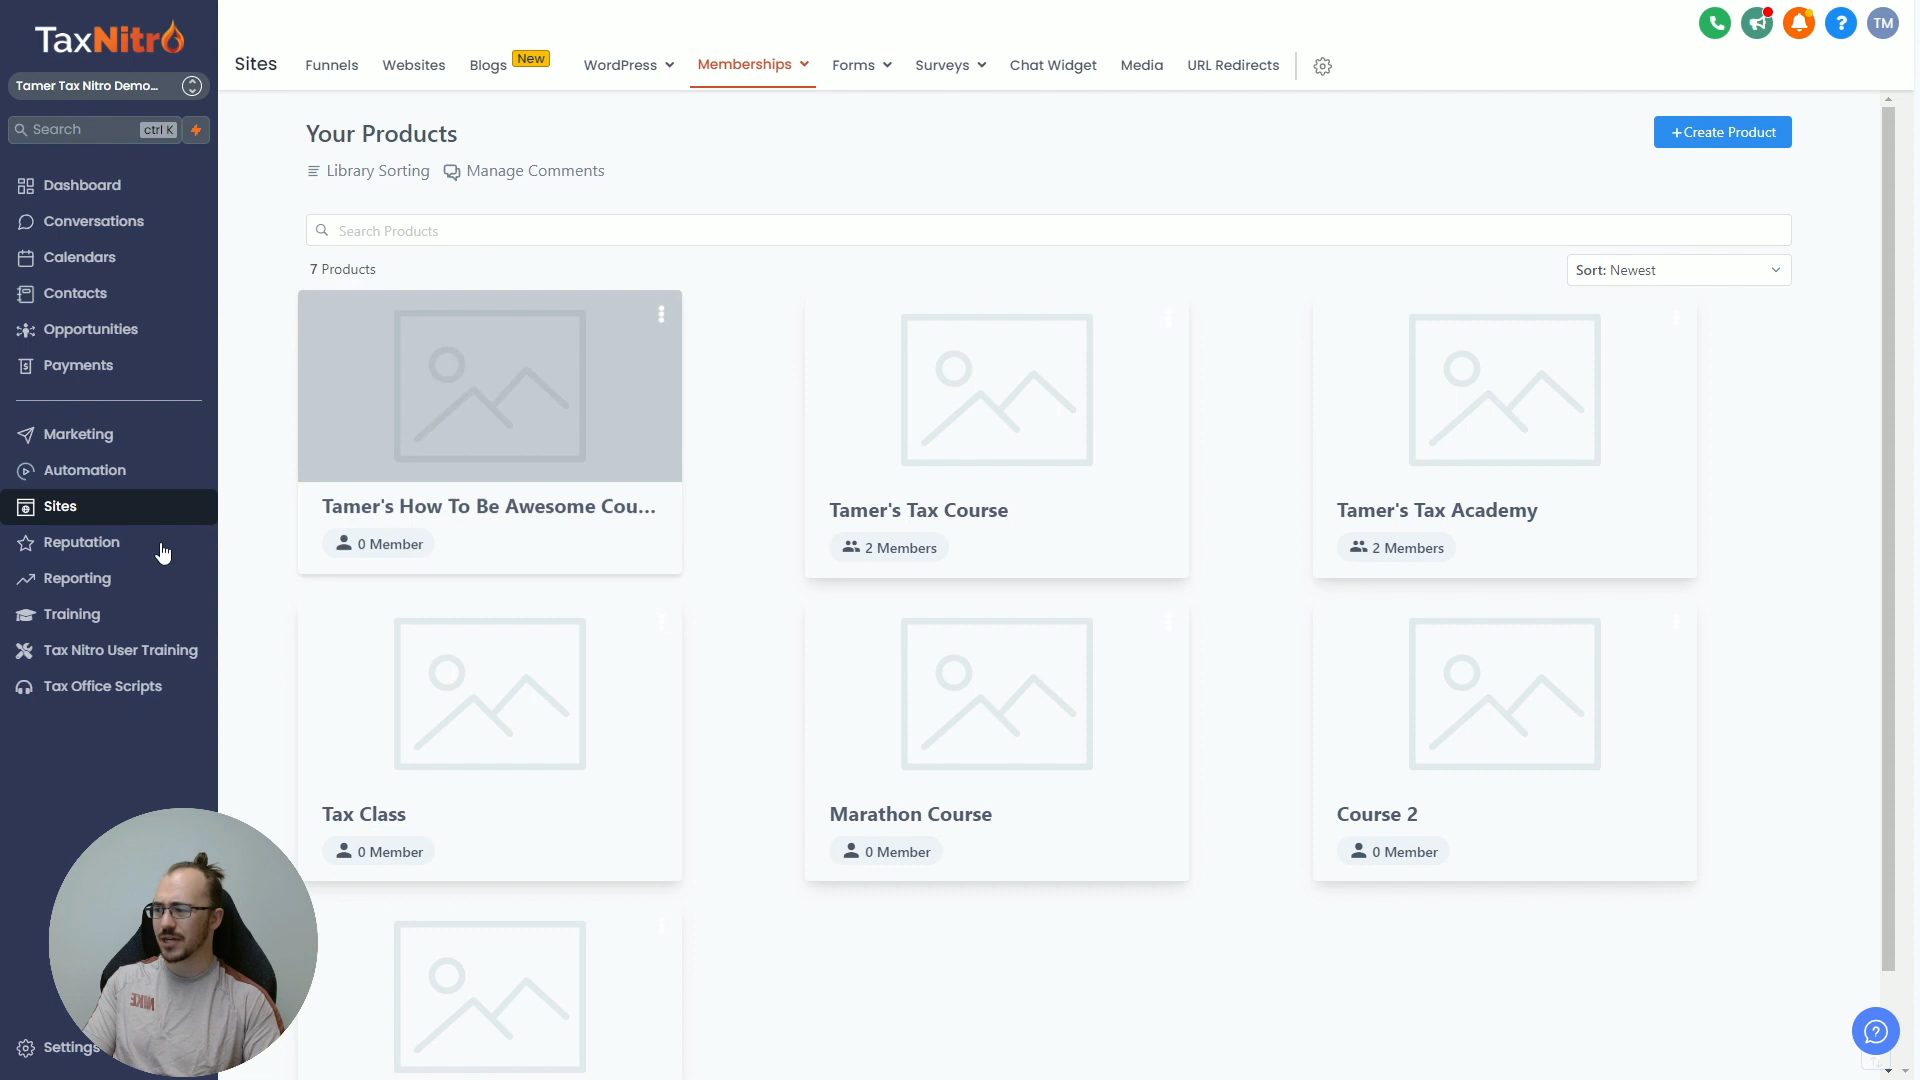 TaxNitro
Tamer Tax Nitro Demo...
Search ctrl K
Dashboard
Conversations
Calendars
Contacts
Opportunities
Payments
Marketing
Automation
Sites
Reputation
Reporting
Training
Tax Nitro User Training
Tax Office Scripts
Settings
TM
Sites Funnels Websites Blogs New WordPress Memberships Forms Surveys Chat Widget Media URL Redirects
Your Products
+ Create Product
Library Sorting Manage Comments
Search Products
7 Products
Sort: Newest
Tamer's How To Be Awesome Cou...
0 Member
Tamer's Tax Course
2 Members
Tamer's Tax Academy
2 Members
Tax Class
0 Member
Marathon Course
0 Member
Course 2
0 Member
NIKE